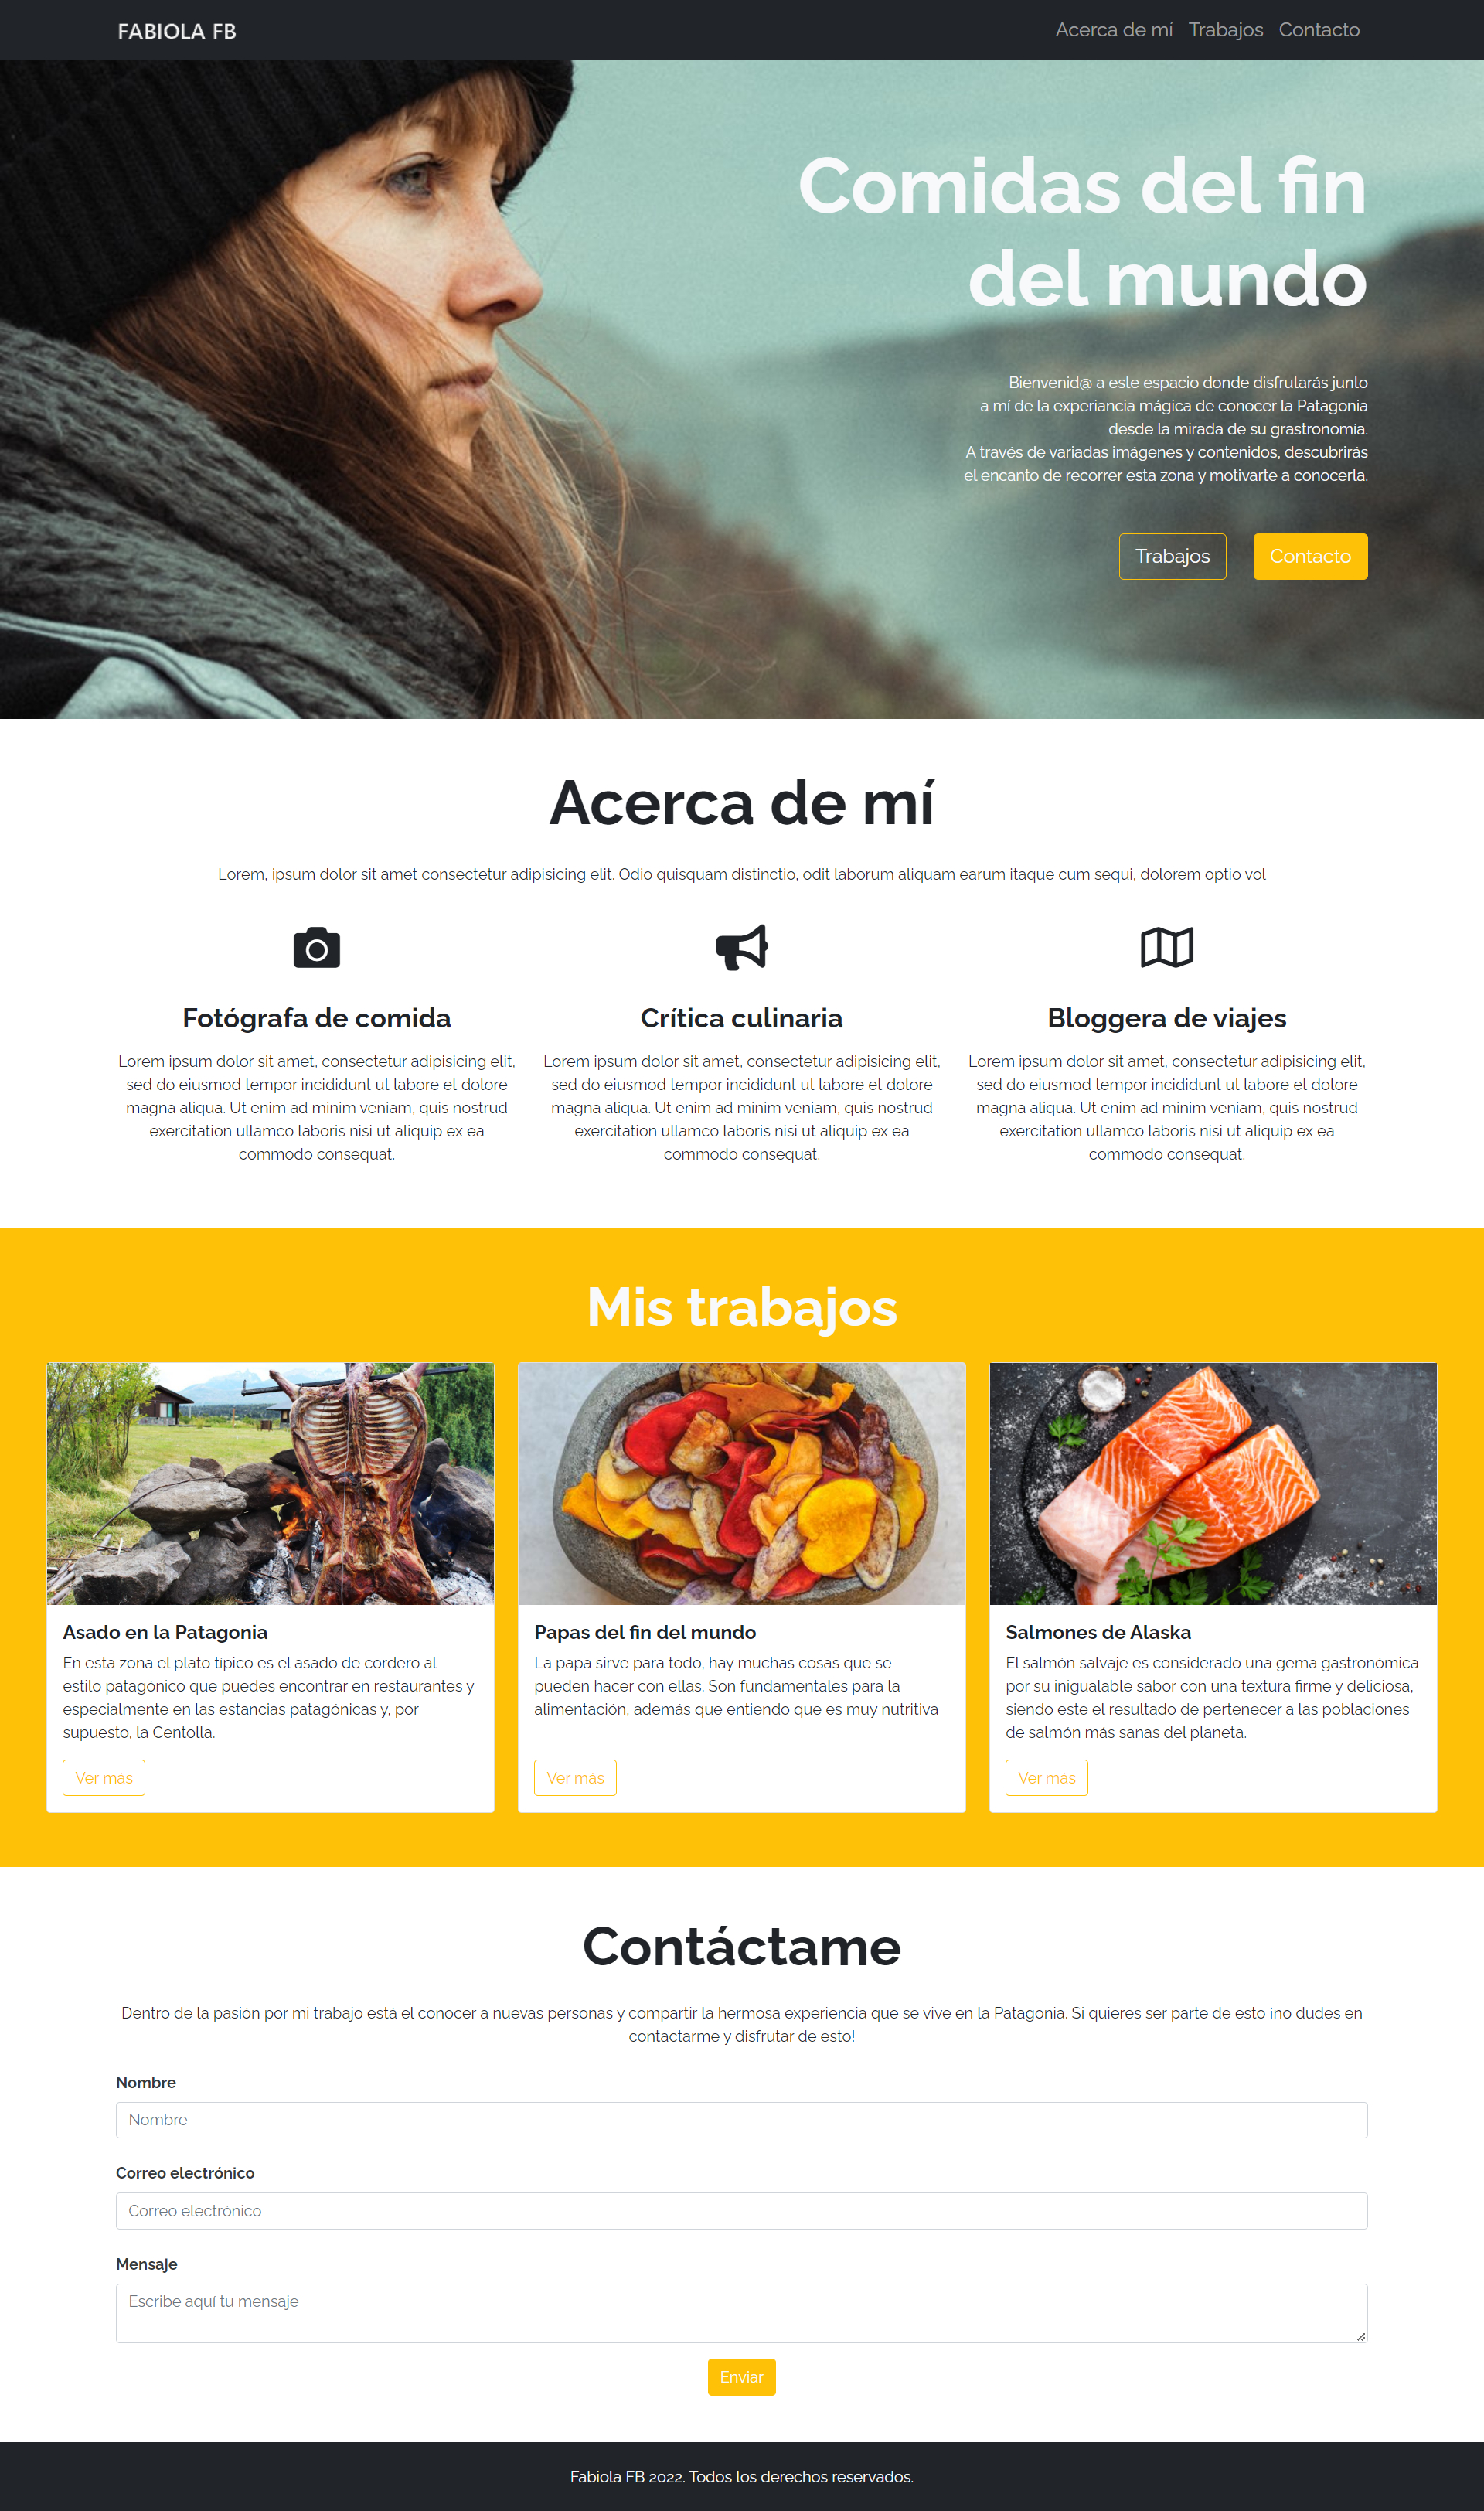 FABIOLA FB
Acerca de mí Trabajos Contacto
Comidas del fin
del mundo
Bienvenid@ a este espacio donde disfrutarás junto
a mí de la experiancia mágica de conocer la Patagonia
desde la mirada de su grastronomía.
A través de variadas imágenes y contenidos, descubrirás
el encanto de recorrer esta zona y motivarte a conocerla.
Trabajos Contacto
Acerca de mí
Lorem, ipsum dolor sit amet consectetur adipisicing elit. Odio quisquam distinctio, odit laborum aliquam earum itaque cum sequi, dolorem optio vol
Fotógrafa de comida
Lorem ipsum dolor sit amet, consectetur adipisicing elit,
sed do eiusmod tempor incididunt ut labore et dolore
magna aliqua. Ut enim ad minim veniam, quis nostrud
exercitation ullamco laboris nisi ut aliquip ex ea
commodo consequat.
Crítica culinaria
Lorem ipsum dolor sit amet, consectetur adipisicing elit,
sed do eiusmod tempor incididunt ut labore et dolore
magna aliqua. Ut enim ad minim veniam, quis nostrud
exercitation ullamco laboris nisi ut aliquip ex ea
commodo consequat.
Bloggera de viajes
Lorem ipsum dolor sit amet, consectetur adipisicing elit,
sed do eiusmod tempor incididunt ut labore et dolore
magna aliqua. Ut enim ad minim veniam, quis nostrud
exercitation ullamco laboris nisi ut aliquip ex ea
commodo consequat.
Mis trabajos
Asado en la Patagonia
En esta zona el plato típico es el asado de cordero al
estilo patagónico que puedes encontrar en restaurantes y
especialmente en las estancias patagónicas y, por
supuesto, la Centolla.
Ver más
Papas del fin del mundo
La papa sirve para todo, hay muchas cosas que se
pueden hacer con ellas. Son fundamentales para la
alimentación, además que entiendo que es muy nutritiva
Ver más
Salmones de Alaska
El salmón salvaje es considerado una gema gastronómica
por su inigualable sabor con una textura firme y deliciosa,
siendo este el resultado de pertenecer a las poblaciones
de salmón más sanas del planeta.
Ver más
Contáctame
Dentro de la pasión por mi trabajo está el conocer a nuevas personas y compartir la hermosa experiencia que se vive en la Patagonia. Si quieres ser parte de esto ¡no dudes en
contactarme y disfrutar de esto!
Nombre
Nombre
Correo electrónico
Correo electrónico
Mensaje
Escribe aquí tu mensaje
Enviar
Fabiola FB 2022. Todos los derechos reservados.